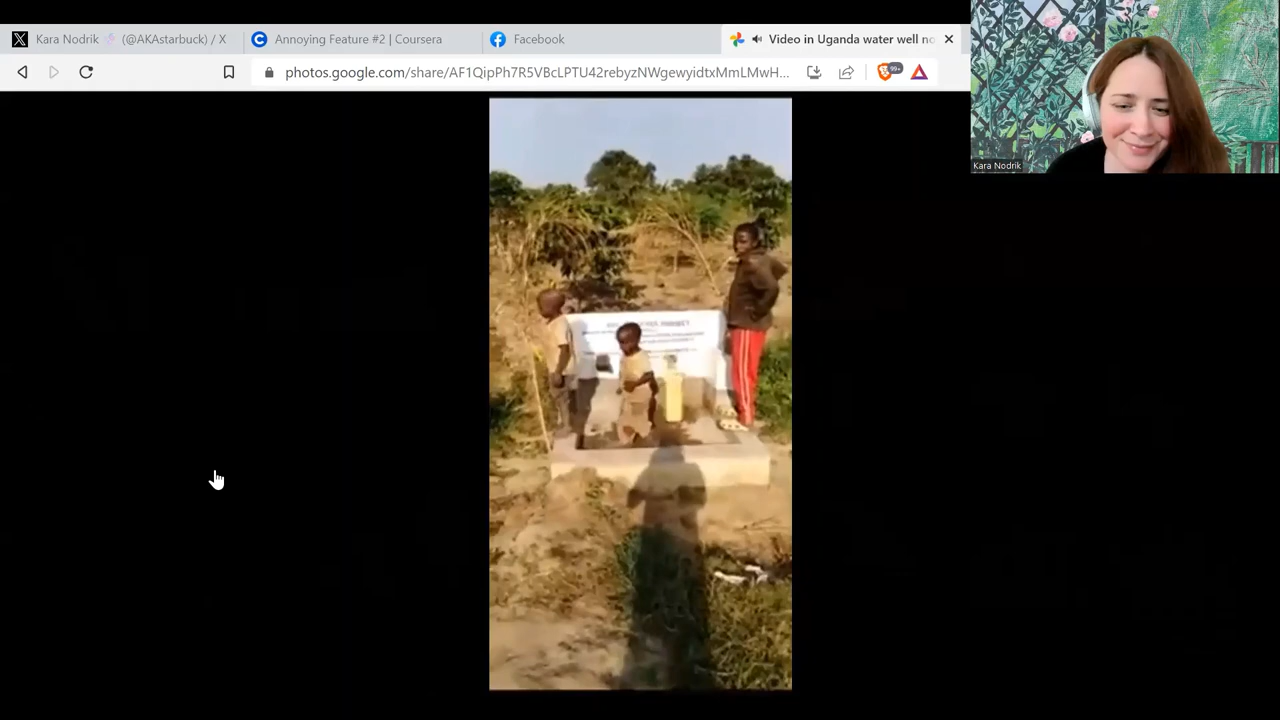 Kara Nodrik (@AKAstarbuck) / X
Annoying Feature #2 | Coursera
Facebook
Video in Uganda water well no
photos.google.com/share/AF1QipPh7R5VBcLPTU42rebyzNWgewyidtxMmLMwH...
99+
Kara Nodrik